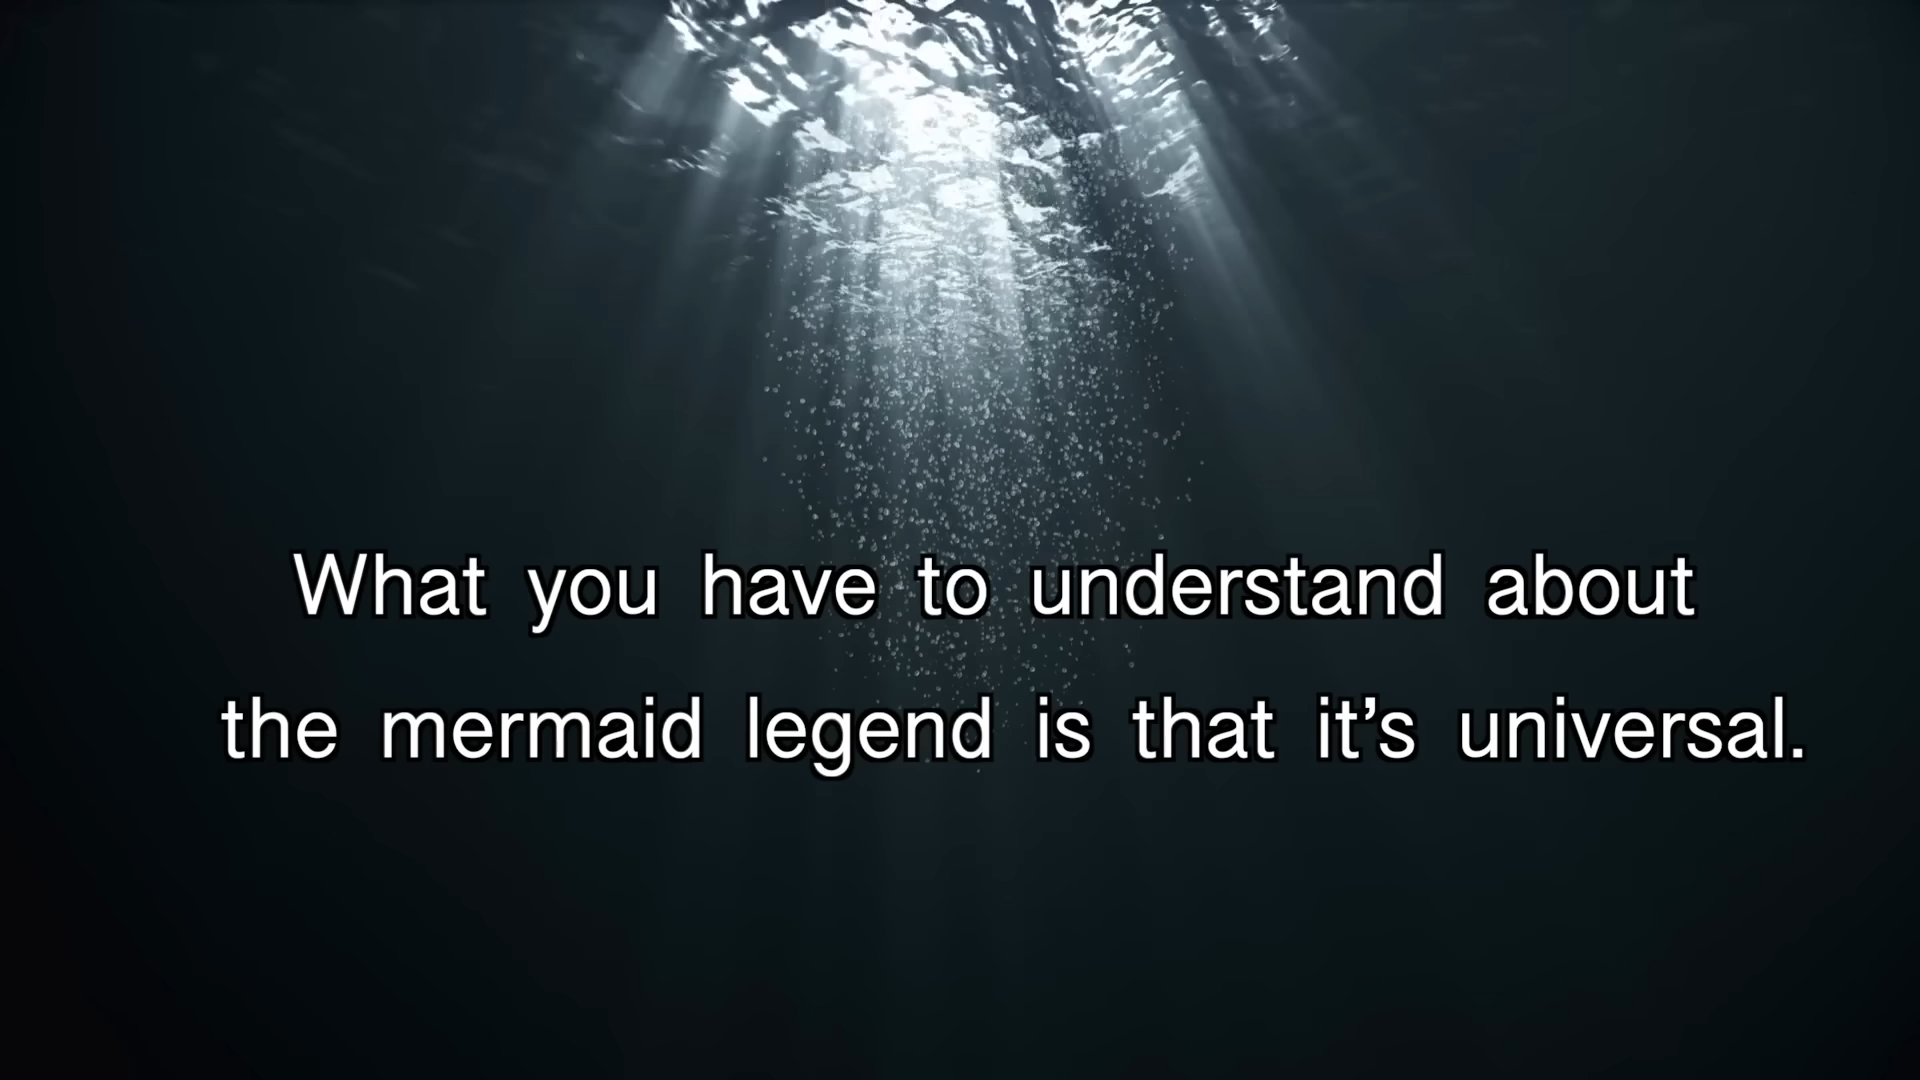 What you have to understand about
the mermaid legend is that it’s universal.